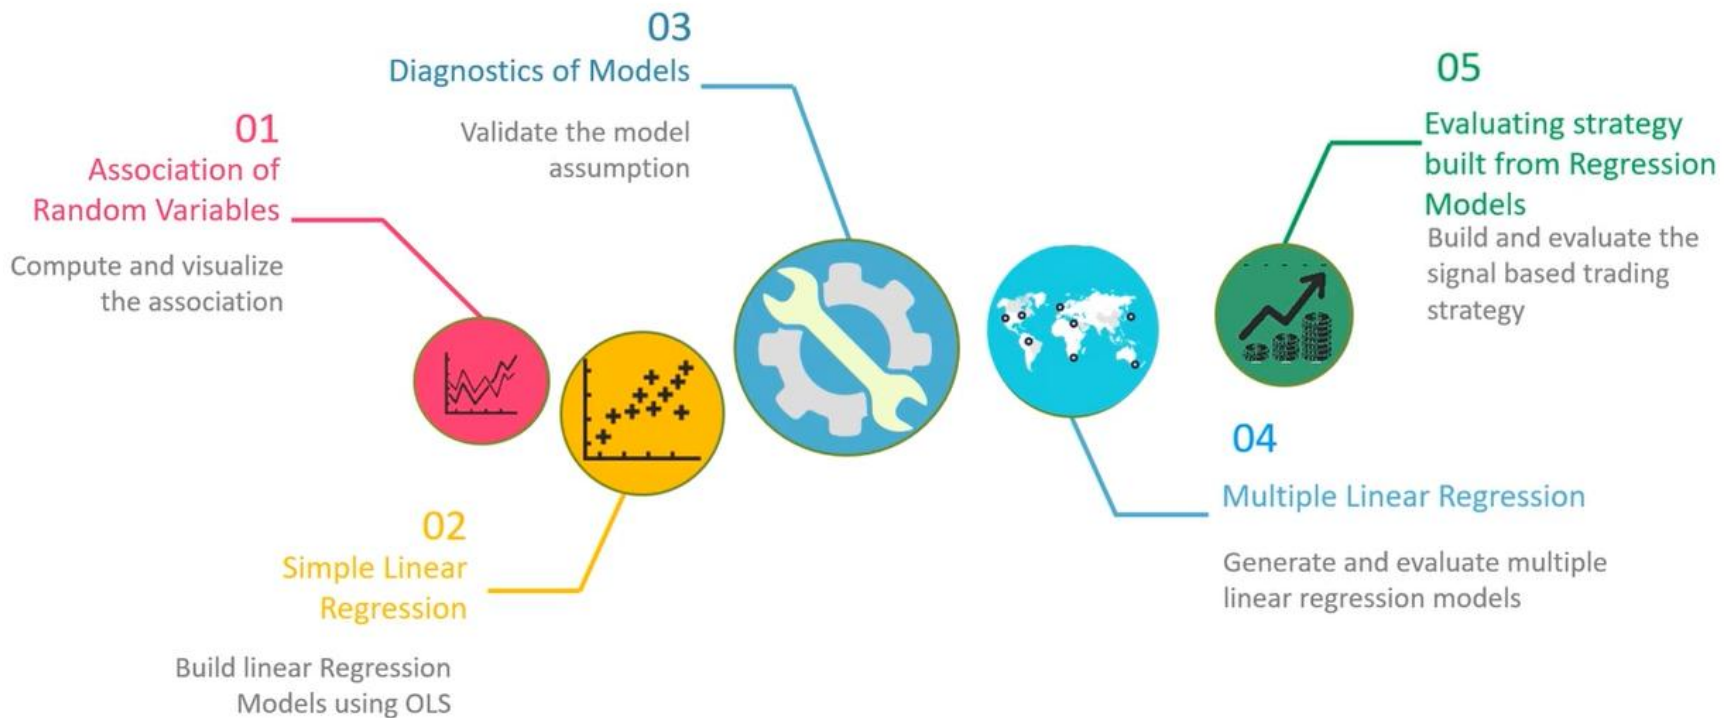 01
Association of
Random Variables
Compute and visualize
the association
02
Simple Linear
Regression
Build linear Regression
Models using OLS
03
Diagnostics of Models
Validate the model
assumption
04
Multiple Linear Regression
Generate and evaluate multiple
linear regression models
05
Evaluating strategy
built from Regression
Models
Build and evaluate the
signal based trading
strategy